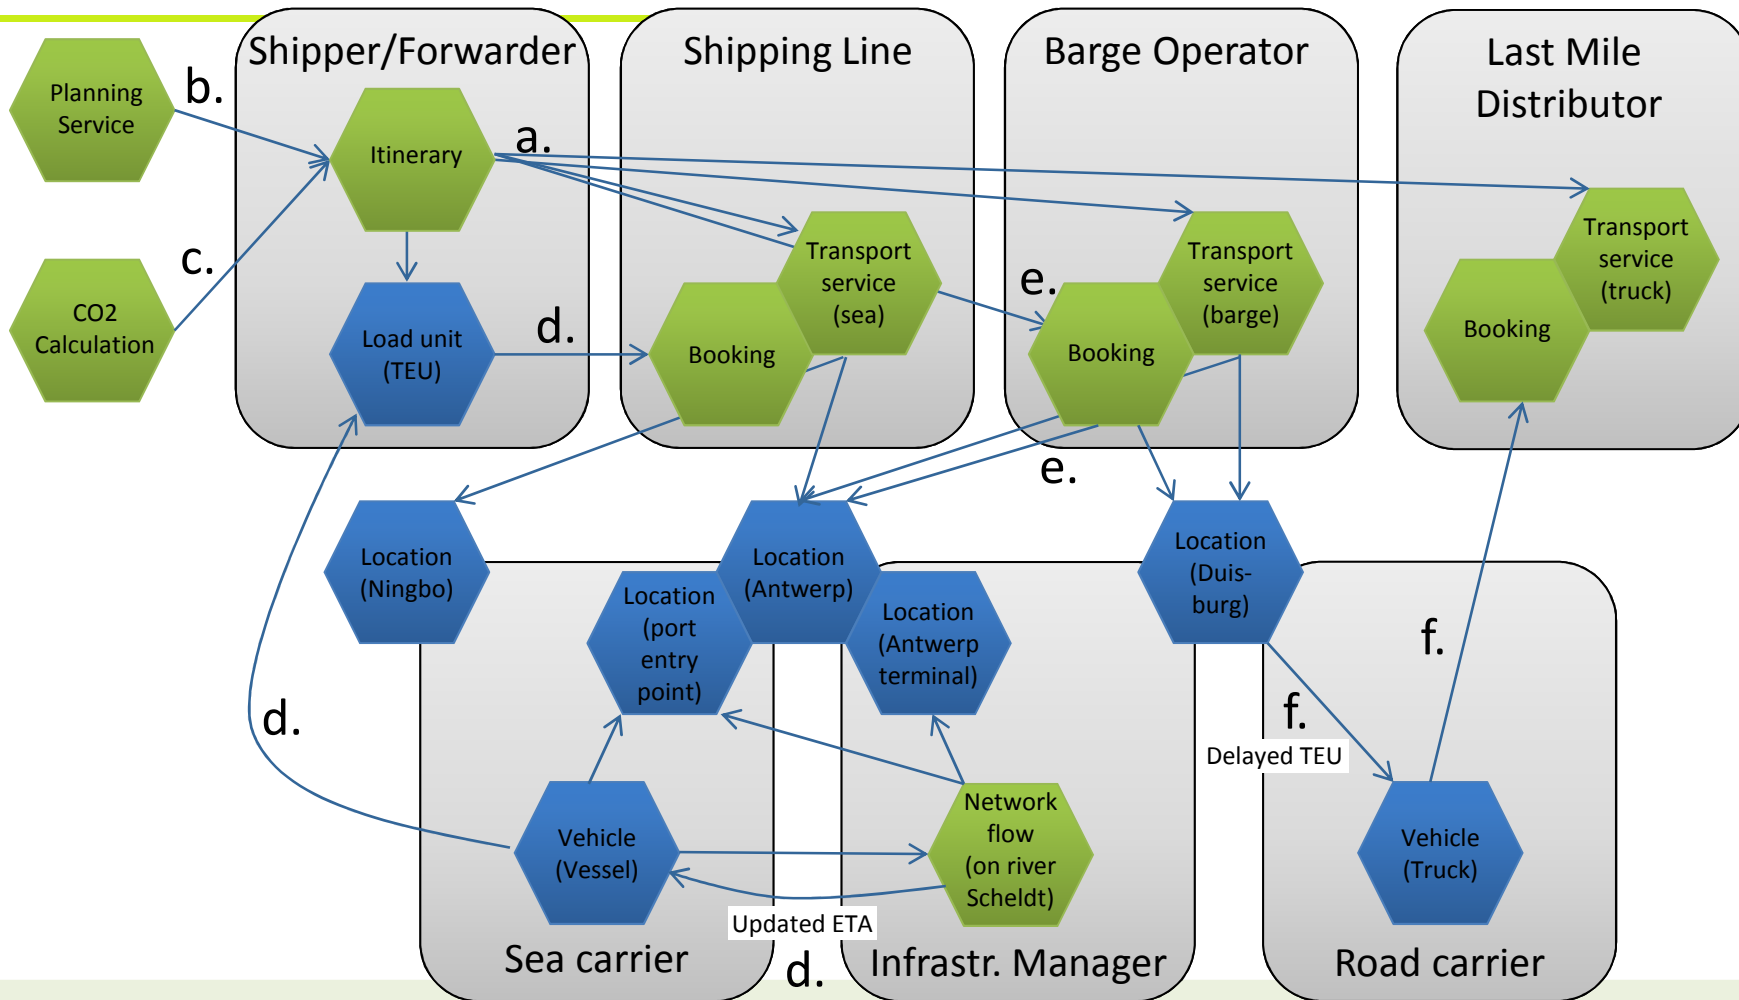 Shipper/Forwarder
Shipping Line
Barge Operator
Last Mile
Distributor
Planning
Service
b.
Itinerary
a.
CO2
Calculation
c.
Load unit
(TEU)
d.
Transport
service
(sea)
Booking
e.
Transport
service
(barge)
Booking
Transport
service
(truck)
Booking
e.
Location
(Ningbo)
Location
(port
entry
point)
Location
(Antwerp)
Location
(Antwerp
terminal)
Location
(Duis-
burg)
f.
f.
Delayed TEU
d.
Vehicle
(Vessel)
Network
flow
(on river
Scheldt)
Vehicle
(Truck)
Updated ETA
d.
Sea carrier
Infrastr. Manager
Road carrier